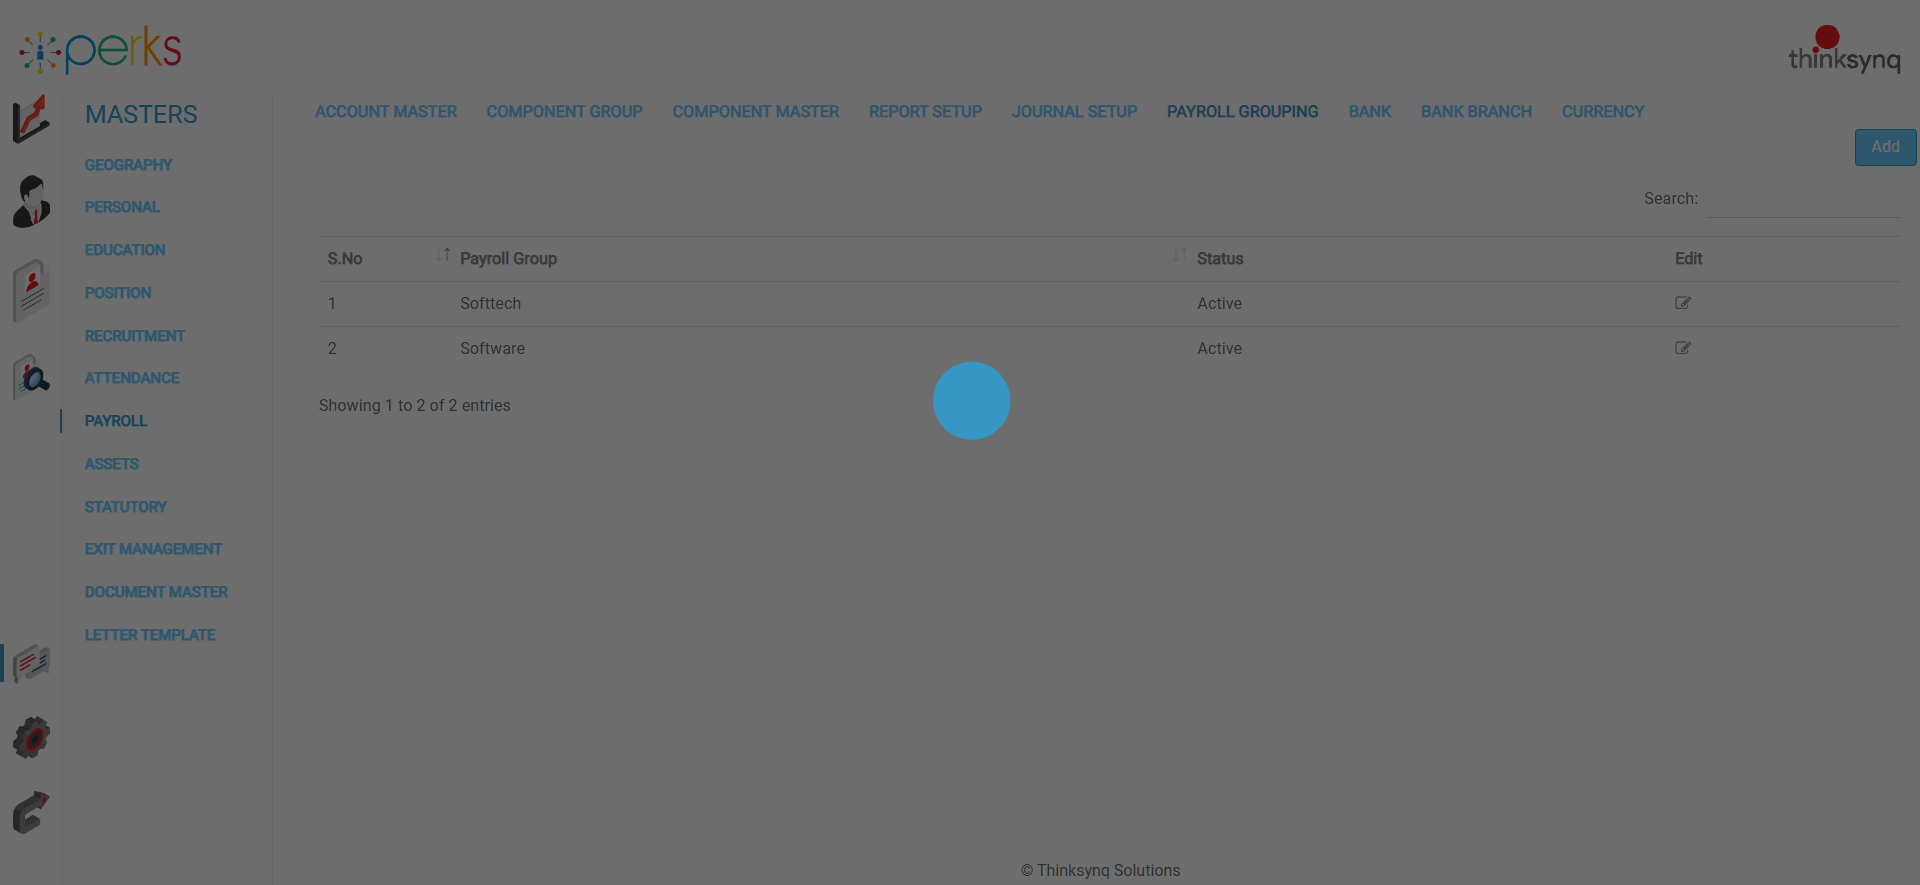 perks
thinksynq
MASTERS
GEOGRAPHY
PERSONAL
EDUCATION
POSITION
RECRUITMENT
ATTENDANCE
PAYROLL
ASSETS
STATUTORY
EXIT MANAGEMENT
DOCUMENT MASTER
LETTER TEMPLATE
ACCOUNT MASTER COMPONENT GROUP COMPONENT MASTER REPORT SETUP JOURNAL SETUP PAYROLL GROUPING BANK BANK BRANCH CURRENCY
Add
Search:
S.No Payroll Group Status Edit
1 Softtech Active
2 Software Active
Showing 1 to 2 of 2 entries
© Thinksynq Solutions